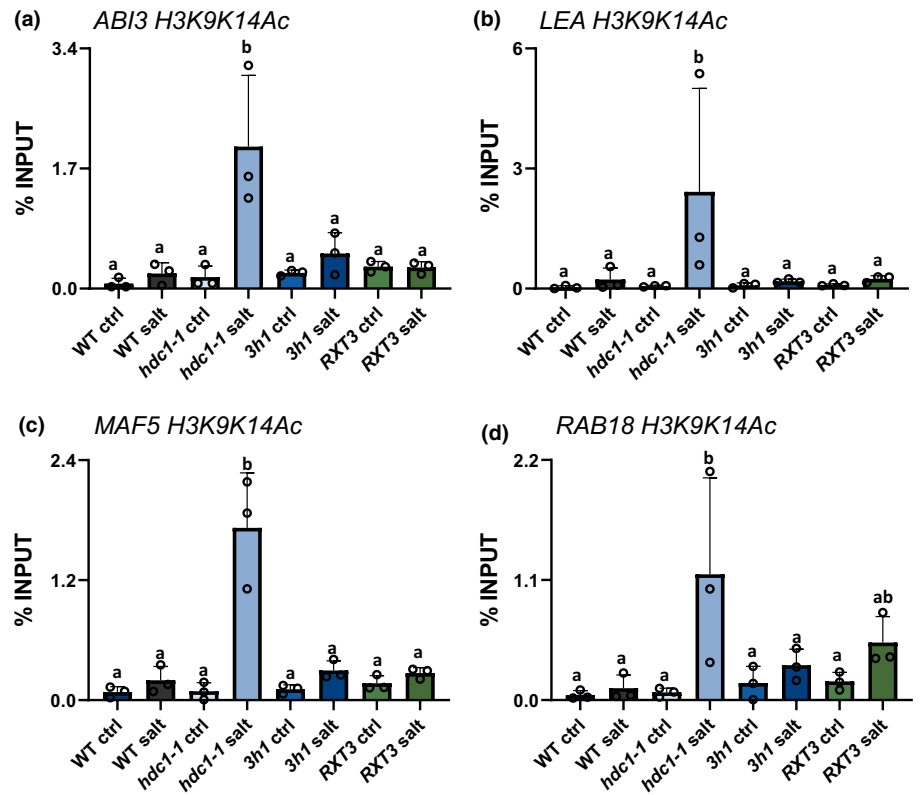 (a) ABI3 H3K9K14Ac
3.4
1.7
0.0
% INPUT
a a a b a a a a
WT ctrl WT salt hdc1-1 ctrl hdc1-1 salt 3h1 ctrl 3h1 salt RXT3 ctrl RXT3 salt
(b) LEA H3K9K14Ac
6
3
0
% INPUT
a a a b a a a a
WT ctrl WT salt hdc1-1 ctrl hdc1-1 salt 3h1 ctrl 3h1 salt RXT3 ctrl RXT3 salt
(c) MAF5 H3K9K14Ac
2.4
1.2
0.0
% INPUT
a a a b a a a a
WT ctrl WT salt hdc1-1 ctrl hdc1-1 salt 3h1 ctrl 3h1 salt RXT3 ctrl RXT3 salt
(d) RAB18 H3K9K14Ac
2.2
1.1
0.0
% INPUT
a a a b a a a ab
WT ctrl WT salt hdc1-1 ctrl hdc1-1 salt 3h1 ctrl 3h1 salt RXT3 ctrl RXT3 salt